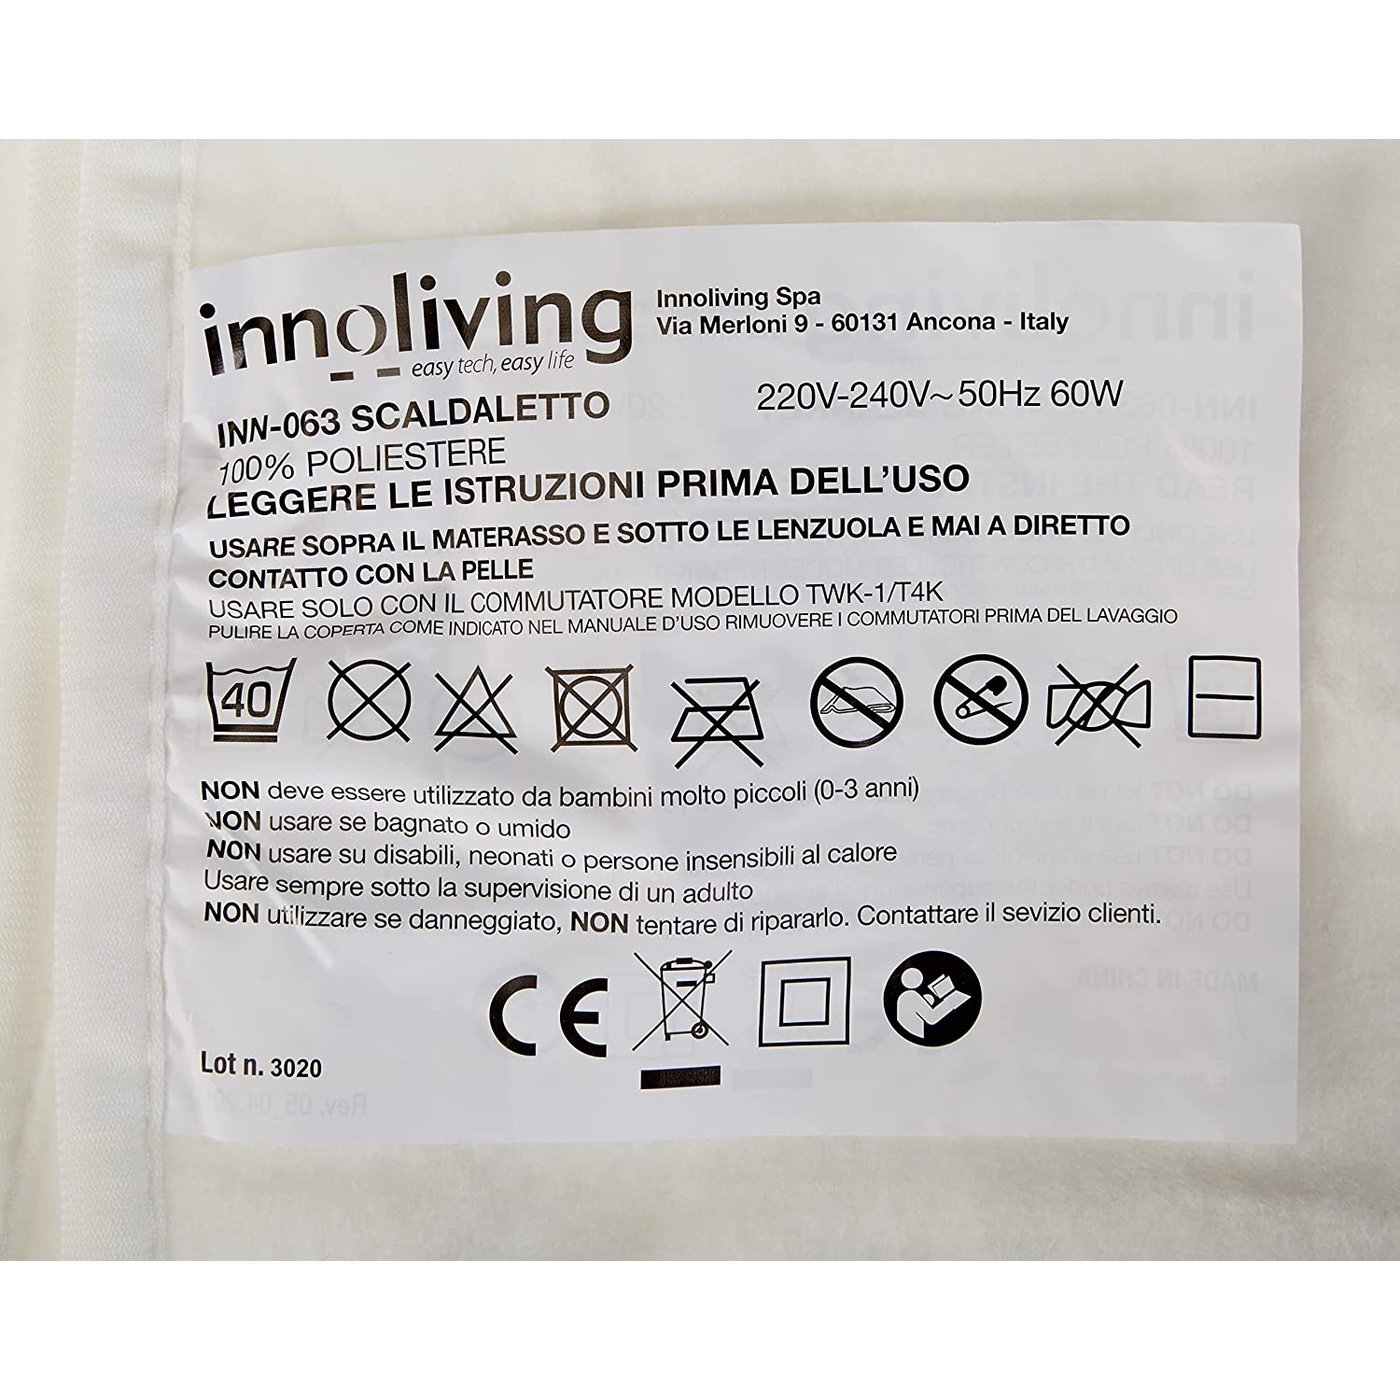 innoliving
easy tech, easy life
Innoliving Spa
Via Merloni 9 - 60131 Ancona - Italy
INN-063 SCALDALETTO
220V-240V~50Hz 60W
100% POLIESTERE
LEGGERE LE ISTRUZIONI PRIMA DELL'USO
USARE SOPRA IL MATERASSO E SOTTO LE LENZUOLA E MAI A DIRETTO
CONTATTO CON LA PELLE
USARE SOLO CON IL COMMUTATORE MODELLO TWK-1/T4K
PULIRE LA COPERTA COME INDICATO NEL MANUALE D'USO RIMUOVERE I COMMUTATORI PRIMA DEL LAVAGGIO
40
NON deve essere utilizzato da bambini molto piccoli (0-3 anni)
NON usare se bagnato o umido
NON usare su disabili, neonati o persone insensibili al calore
Usare sempre sotto la supervisione di un adulto
NON utilizzare se danneggiato, NON tentare di ripararlo. Contattare il sevizio clienti.
CE
Lot n. 3020